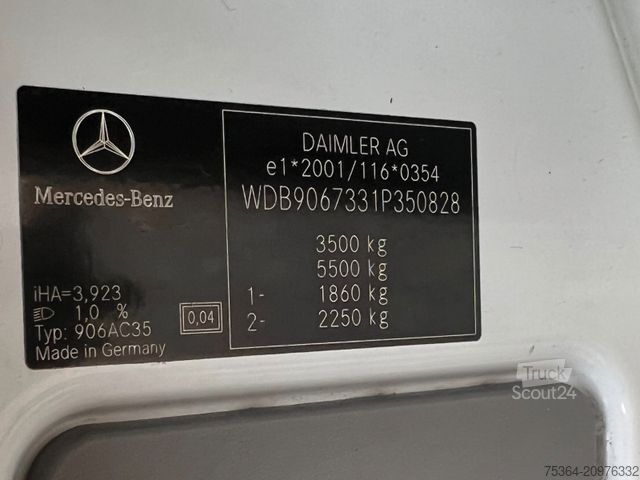 Mercedes-Benz
iHA=3,923
1,0 %
Typ: 906AC35
Made in Germany
0,04
DAIMLER AG
e1*2001/116*0354
WDB9067331P350828
3500 kg
5500 kg
1- 1860 kg
2- 2250 kg
Truck
Scout24
75364-20976332